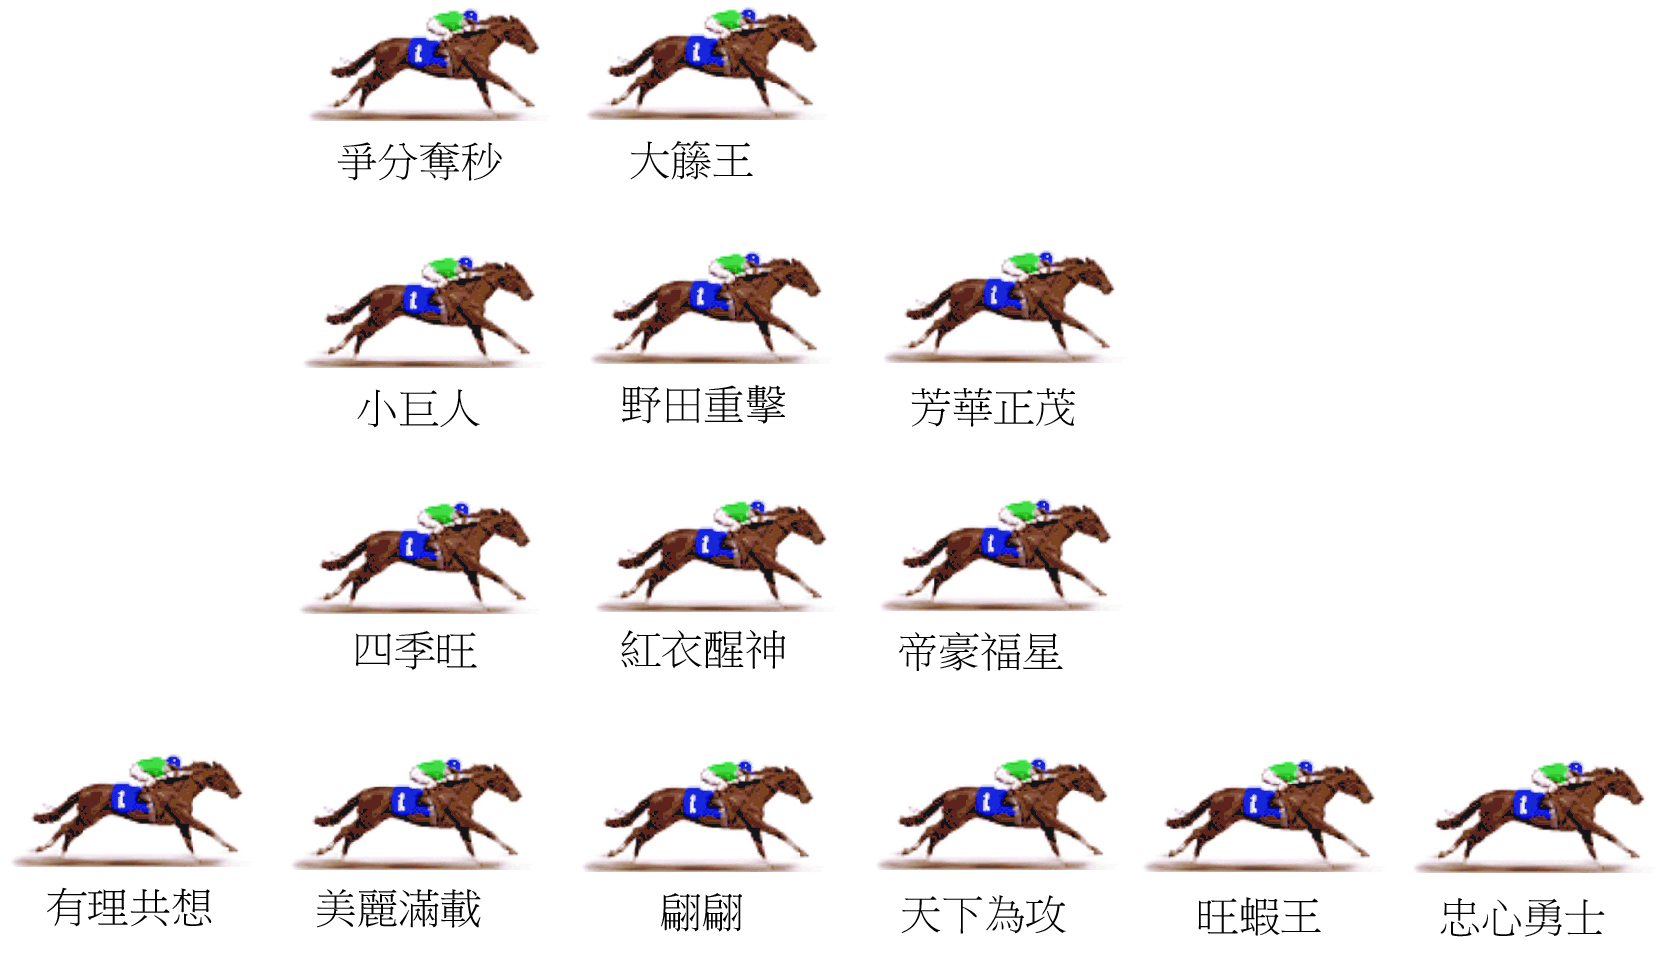 爭分奪秒 大籐王
小巨人 野田重擊 芳華正茂
四季旺 紅衣醒神 帝豪福星
有理共想 美麗滿載 翩翩 天下為攻 旺蝦王 忠心勇士